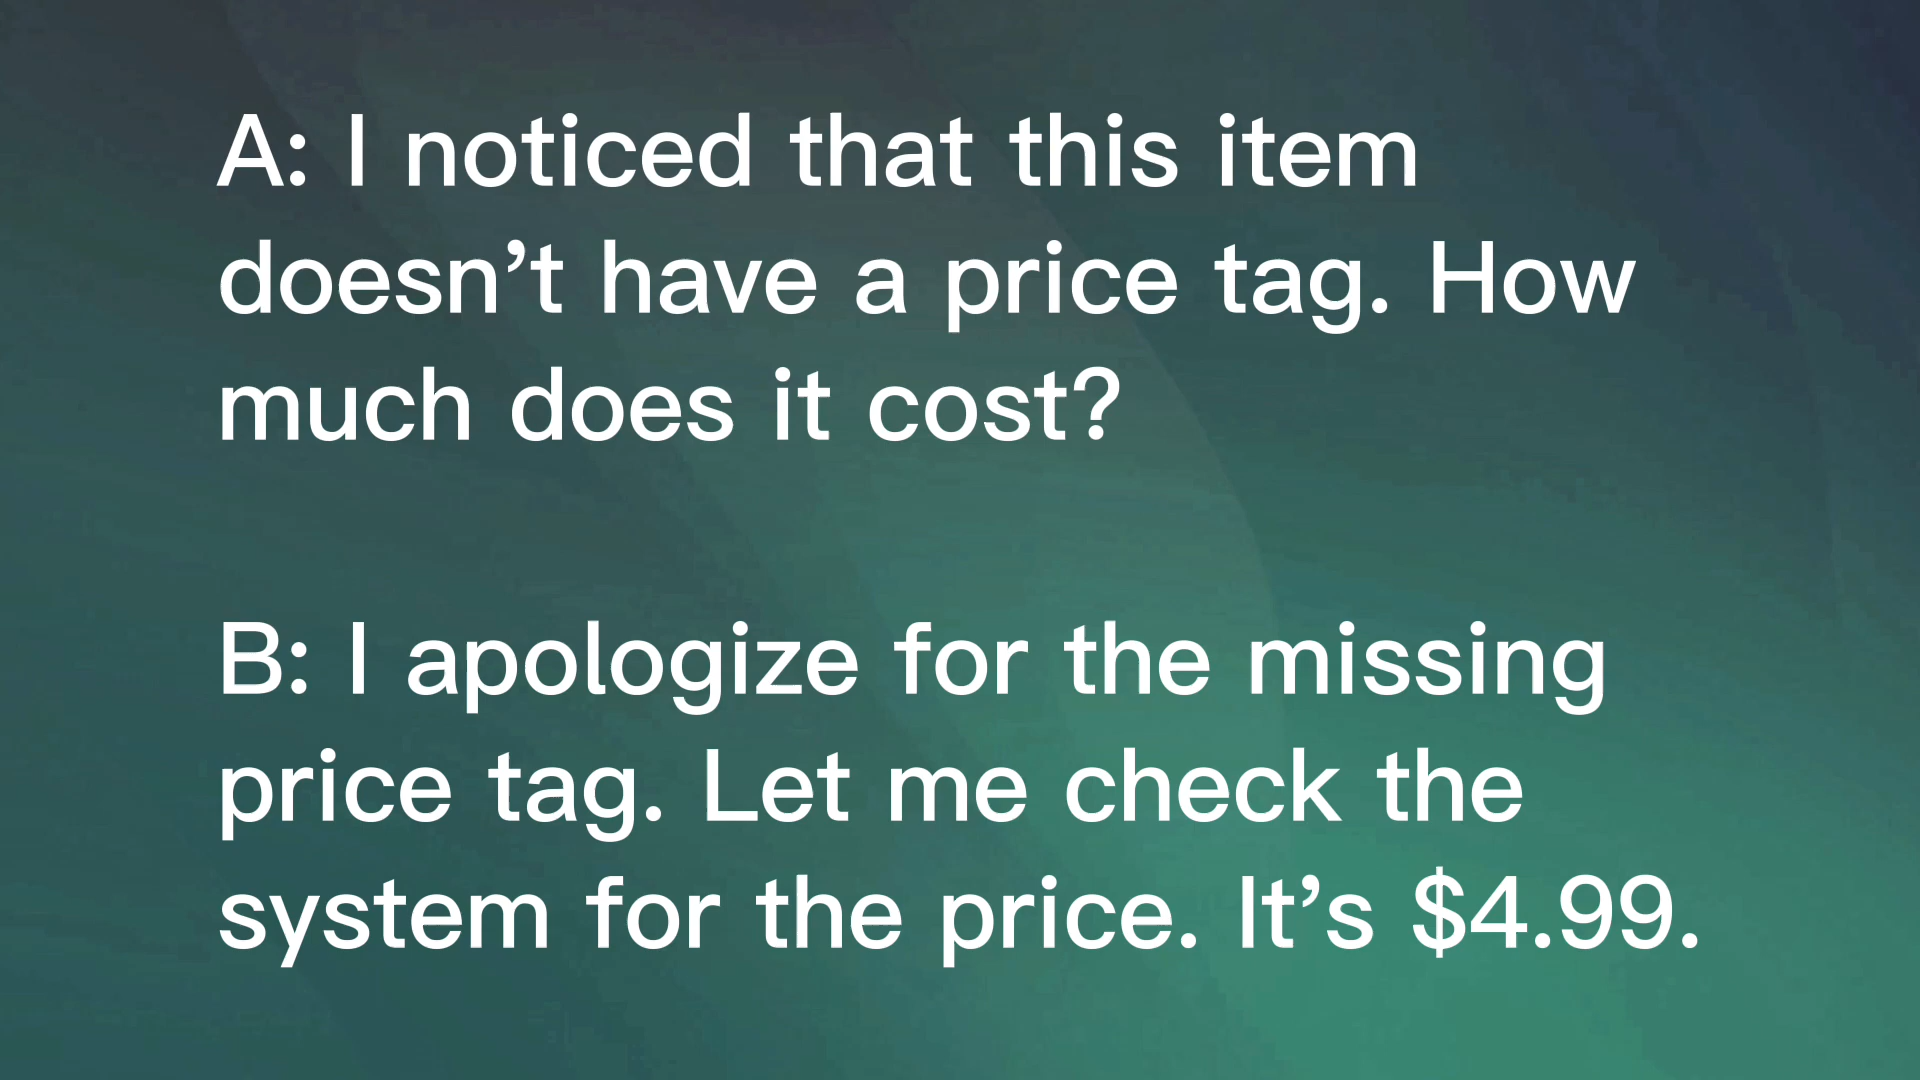 A: I noticed that this item
doesn’t have a price tag. How
much does it cost?
B: I apologize for the missing
price tag. Let me check the
system for the price. It’s $4.99.